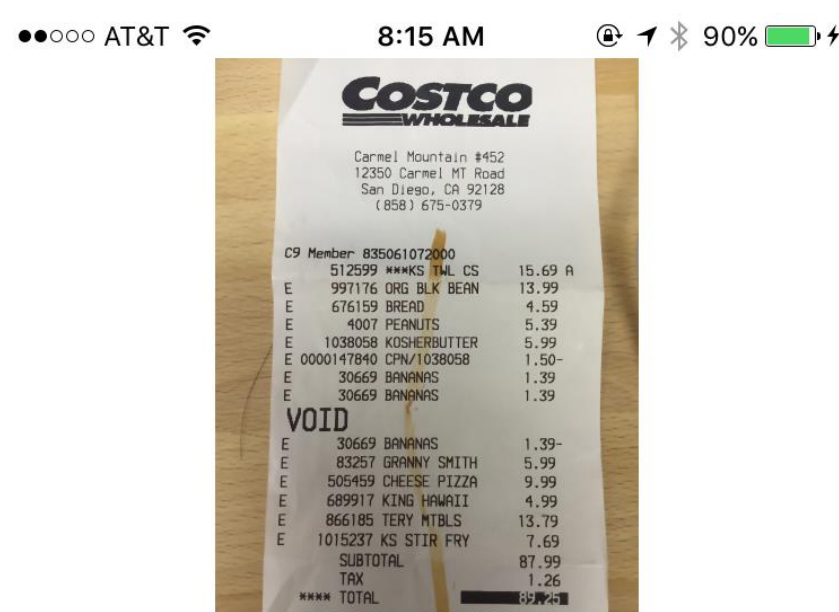 AT&T 8:15 AM 90%
COSTCO
WHOLESALE
Carmel Mountain #452
12350 Carmel MT Road
San Diego, CA 92128
(858) 675-0379
C9 Member 835061072000
512599 ***KS TWL CS 15.69 A
E 997176 ORG BLK BEAN 13.99
E 676159 BREAD 4.59
E 4007 PEANUTS 5.39
E 1038058 KOSHERBUTTER 5.99
E 0000147840 CPN/1038058 1.50-
E 30669 BANANAS 1.39
E 30669 BANANAS 1.39
VOID
E 30669 BANANAS 1.39-
E 83257 GRANNY SMITH 5.99
E 505459 CHEESE PIZZA 9.99
E 689917 KING HAWAII 4.99
E 866185 TERY MTBLS 13.79
E 1015237 KS STIR FRY 7.69
SUBTOTAL 87.99
TAX 1.26
**** TOTAL 89.25